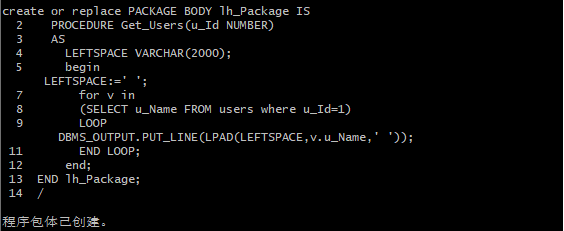 create or replace PACKAGE BODY lh_Package IS
2 PROCEDURE Get_Users(u_Id NUMBER)
3 AS
4 LEFTSPACE VARCHAR(2000);
5 begin
LEFTSPACE:=' ';
7 for v in
8 (SELECT u_Name FROM users where u_Id=1)
9 LOOP
DBMS_OUTPUT.PUT_LINE(LPAD(LEFTSPACE,v.u_Name,' '));
11 END LOOP;
12 end;
13 END lh_Package;
14 /
程序包体已创建。